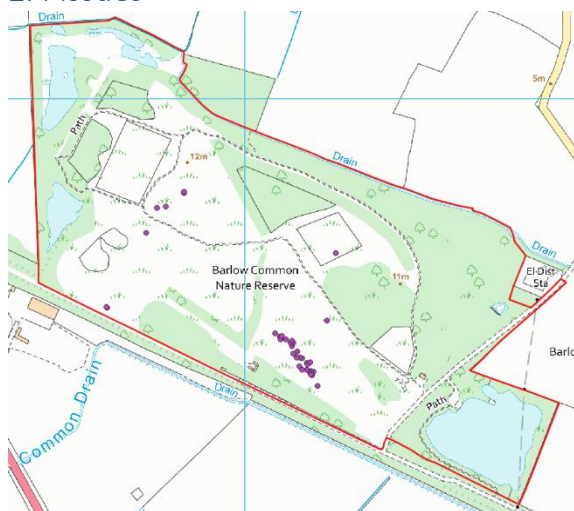 Drain
5m
Path
12m
Drain
Drain
El Dist
Sta
Barlow Common
Nature Reserve
11m
Barlo
Path
Common Drain
Drain